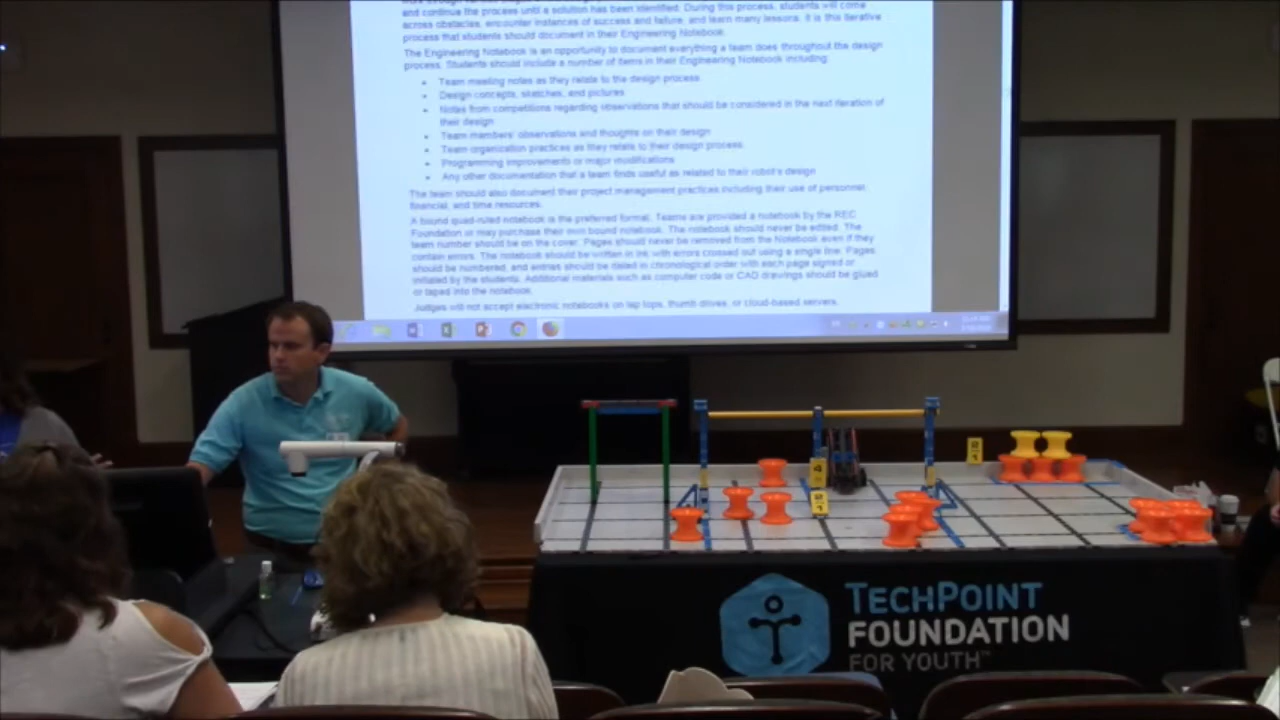 and continue the process until a solution has been identified. During this process, students will come
across obstacles, encounter instances of success and failure, and learn many lessons. It is this iterative
process that students should document in their Engineering Notebook.
The Engineering Notebook is an opportunity to document everything a team does throughout the design
process. Students should include a number of items in their Engineering Notebook including:
• Team meeting notes as they relate to the design process
• Design concepts, sketches, and pictures
• Notes from competitions regarding observations that should be considered in the next iteration of
their design
• Team members' observations and thoughts on their design
• Team organization practices as they relate to their design process
• Programming improvements or major modifications
• Any other documentation that a team finds useful as related to their robot's design
The team should also document their project management practices including their use of personnel,
financial, and time resources.
A bound quad-ruled notebook is the preferred format. Teams are provided a notebook by the REC
Foundation or may purchase their own bound notebook. The notebook should never be edited. The
team number should be on the cover. Pages should never be removed from the Notebook even if they
contain errors. The notebook should be written in ink with errors crossed out using a single line. Pages
should be numbered, and entries should be listed in chronological order with each page signed or
initialed by the students. Additional materials such as computer code or CAD drawings should be glued
or taped into the notebook.
Judges will not accept electronic notebooks on lap tops, thumb drives, or cloud-based servers.
4
TECHPOINT
FOUNDATION
FOR YOUTH™